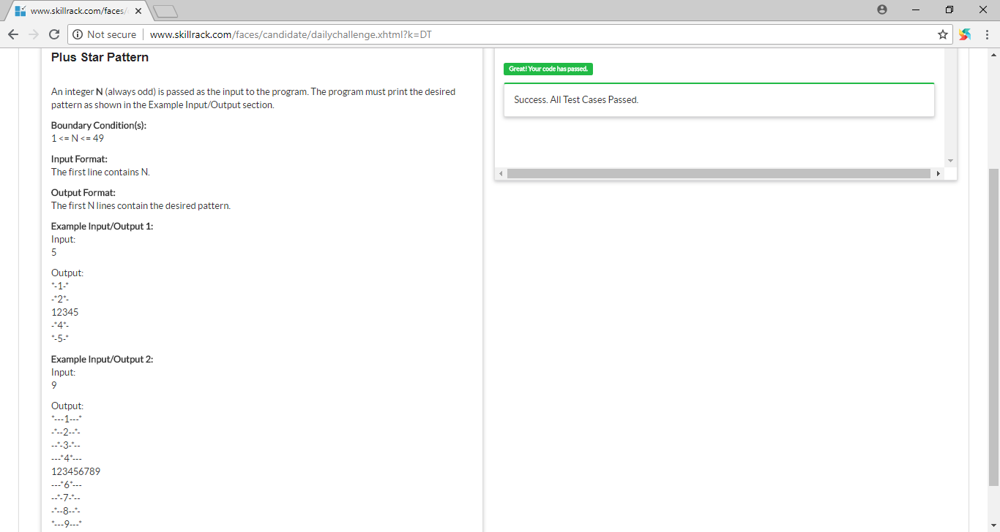 www.skillrack.com/faces/
Not secure
www.skillrack.com/faces/candidate/dailychallenge.xhtml?k=DT
Plus Star Pattern
An integer N (always odd) is passed as the input to the program. The program must print the desired
pattern as shown in the Example Input/Output section.
Boundary Condition(s):
1 <= N <= 49
Input Format:
The first line contains N.
Output Format:
The first N lines contain the desired pattern.
Example Input/Output 1:
Input:
5
Output:
*-1-*
-*2*-
12345
-*4*-
*-5-*
Example Input/Output 2:
Input:
9
Output:
*---1---*
-*--2--*-
--*-3-*--
---*4*---
123456789
---*6*---
--*-7-*--
-*--8--*-
*---9---*
Great! Your code has passed.
Success. All Test Cases Passed.